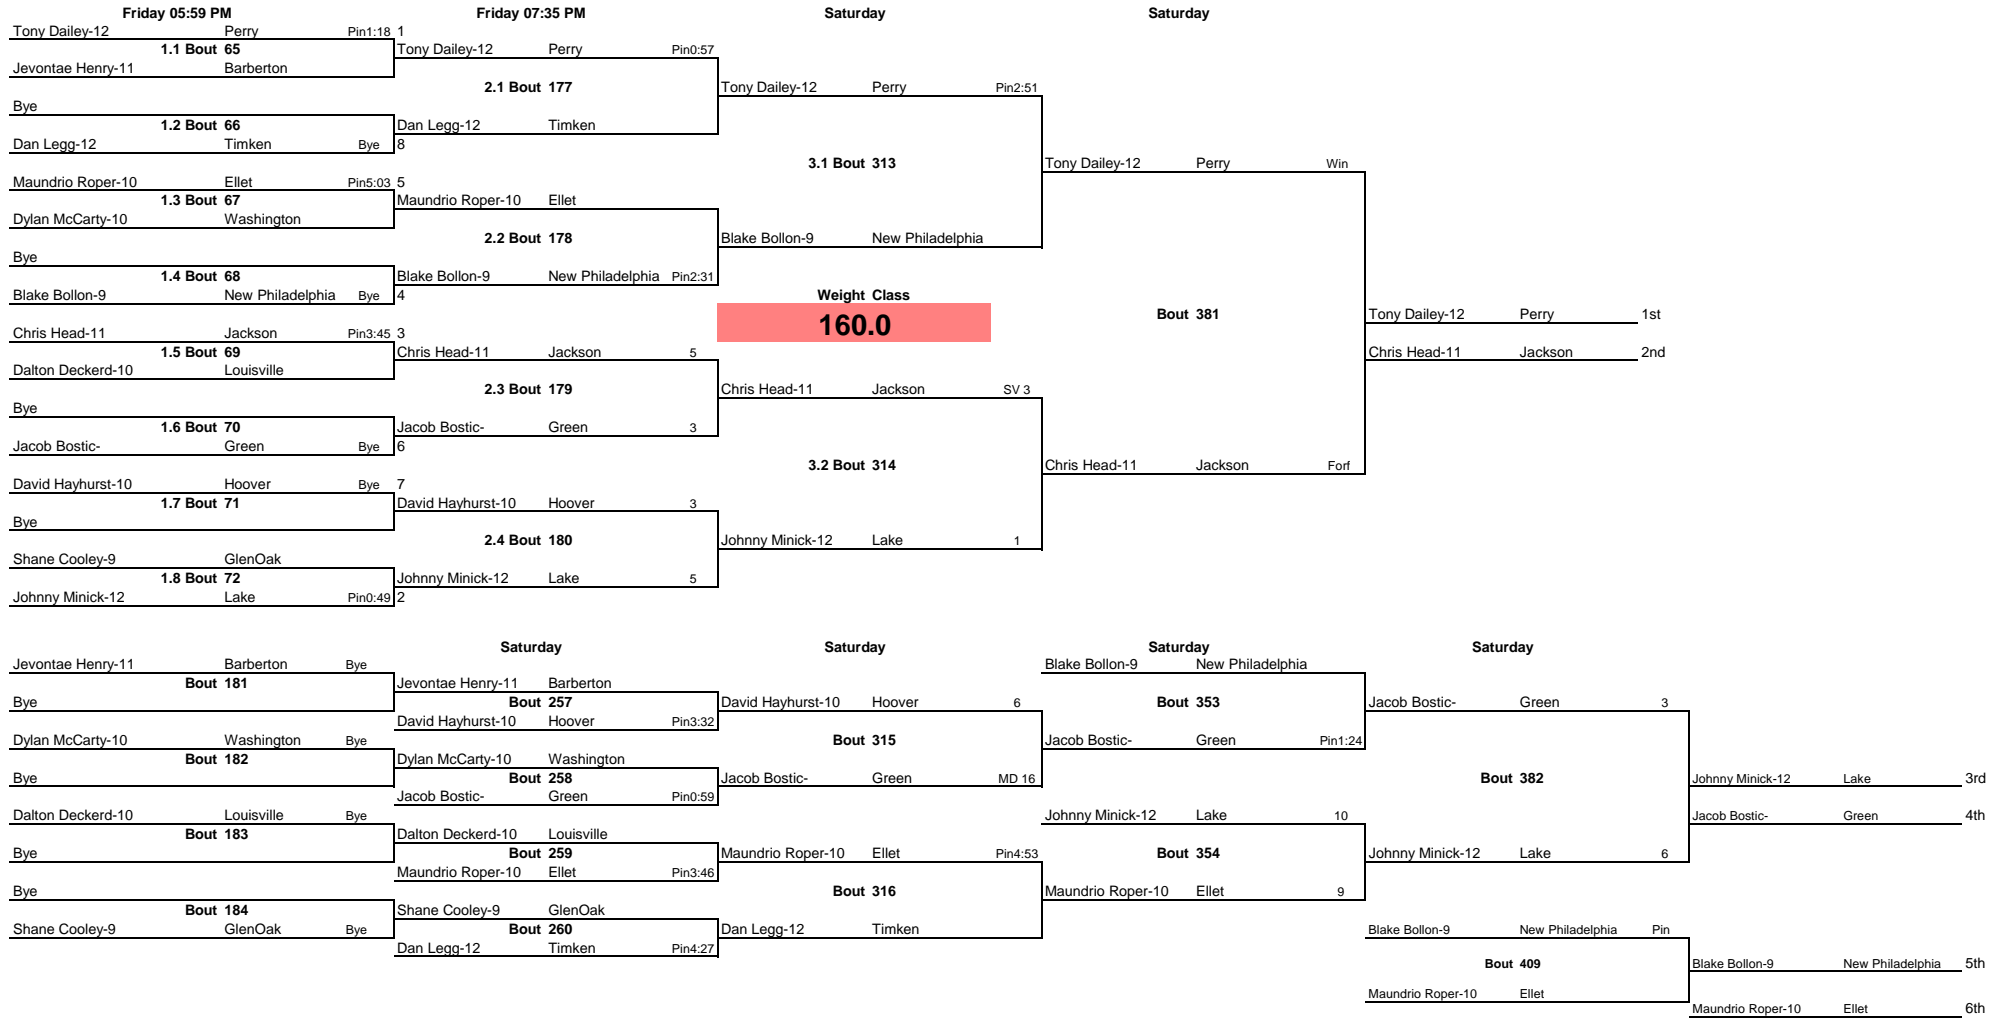 Friday 05:59 PM Friday 07:35 PM Saturday Saturday
Tony Dailey-12 Perry Pin1:18 1
1.1 Bout 65 Tony Dailey-12 Perry Pin0:57
Jevontae Henry-11 Barberton
2.1 Bout 177 Tony Dailey-12 Perry Pin2:51
Bye
1.2 Bout 66 Dan Legg-12 Timken
Dan Legg-12 Timken Bye 8
3.1 Bout 313 Tony Dailey-12 Perry Win
Maundrio Roper-10 Ellet Pin5:03 5
1.3 Bout 67 Maundrio Roper-10 Ellet
Dylan McCarty-10 Washington
2.2 Bout 178 Blake Bollon-9 New Philadelphia
Bye
1.4 Bout 68 Blake Bollon-9 New Philadelphia Pin2:31
Blake Bollon-9 New Philadelphia Bye 4 Weight Class
160.0 Bout 381 Tony Dailey-12 Perry 1st
Chris Head-11 Jackson Pin3:45 3
1.5 Bout 69 Chris Head-11 Jackson 5 Chris Head-11 Jackson 2nd
Dalton Deckerd-10 Louisville
2.3 Bout 179 Chris Head-11 Jackson SV 3
Bye
1.6 Bout 70 Jacob Bostic- Green 3
Jacob Bostic- Green Bye 6
3.2 Bout 314 Chris Head-11 Jackson Forf
David Hayhurst-10 Hoover Bye 7
1.7 Bout 71 David Hayhurst-10 Hoover 3
Bye
2.4 Bout 180 Johnny Minick-12 Lake 1
Shane Cooley-9 GlenOak
1.8 Bout 72 Johnny Minick-12 Lake 5
Johnny Minick-12 Lake Pin0:49 2
Saturday Saturday Saturday Saturday
Jevontae Henry-11 Barberton Bye Blake Bollon-9 New Philadelphia
Bout 181 Jevontae Henry-11 Barberton
Bye Bout 257 David Hayhurst-10 Hoover 6 Bout 353 Jacob Bostic- Green 3
David Hayhurst-10 Hoover Pin3:32
Dylan McCarty-10 Washington Bye Bout 315 Jacob Bostic- Green Pin1:24
Bout 182 Dylan McCarty-10 Washington
Bye Bout 258 Jacob Bostic- Green MD 16 Bout 382 Johnny Minick-12 Lake 3rd
Jacob Bostic- Green Pin0:59
Dalton Deckerd-10 Louisville Bye Johnny Minick-12 Lake 10 Jacob Bostic- Green 4th
Bout 183 Dalton Deckerd-10 Louisville
Bye Bout 259 Maundrio Roper-10 Ellet Pin4:53 Bout 354 Johnny Minick-12 Lake 6
Maundrio Roper-10 Ellet Pin3:46
Bye Bout 316 Maundrio Roper-10 Ellet 9
Bout 184 Shane Cooley-9 GlenOak
Shane Cooley-9 GlenOak Bye Bout 260 Dan Legg-12 Timken Blake Bollon-9 New Philadelphia Pin
Dan Legg-12 Timken Pin4:27
Bout 409 Blake Bollon-9 New Philadelphia 5th
Maundrio Roper-10 Ellet
Maundrio Roper-10 Ellet 6th